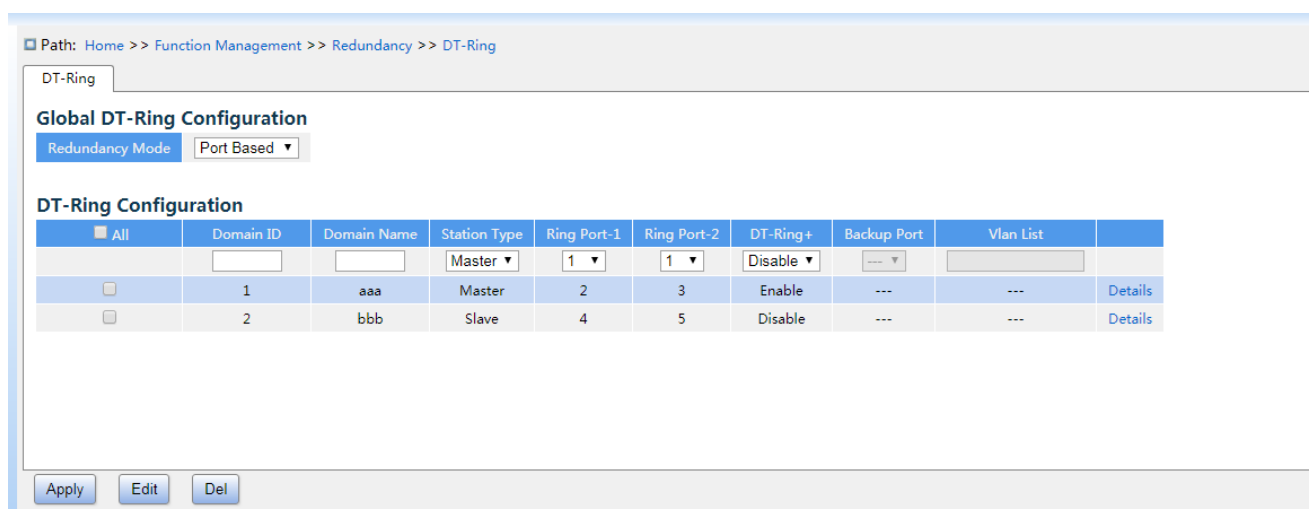 Path: Home >> Function Management >> Redundancy >> DT-Ring
DT-Ring
Global DT-Ring Configuration
Redundancy Mode Port Based
DT-Ring Configuration
All Domain ID Domain Name Station Type Ring Port-1 Ring Port-2 DT-Ring+ Backup Port Vlan List
Master 1 1 Disable ---
1 aaa Master 2 3 Enable --- --- Details
2 bbb Slave 4 5 Disable --- --- Details
Apply Edit Del